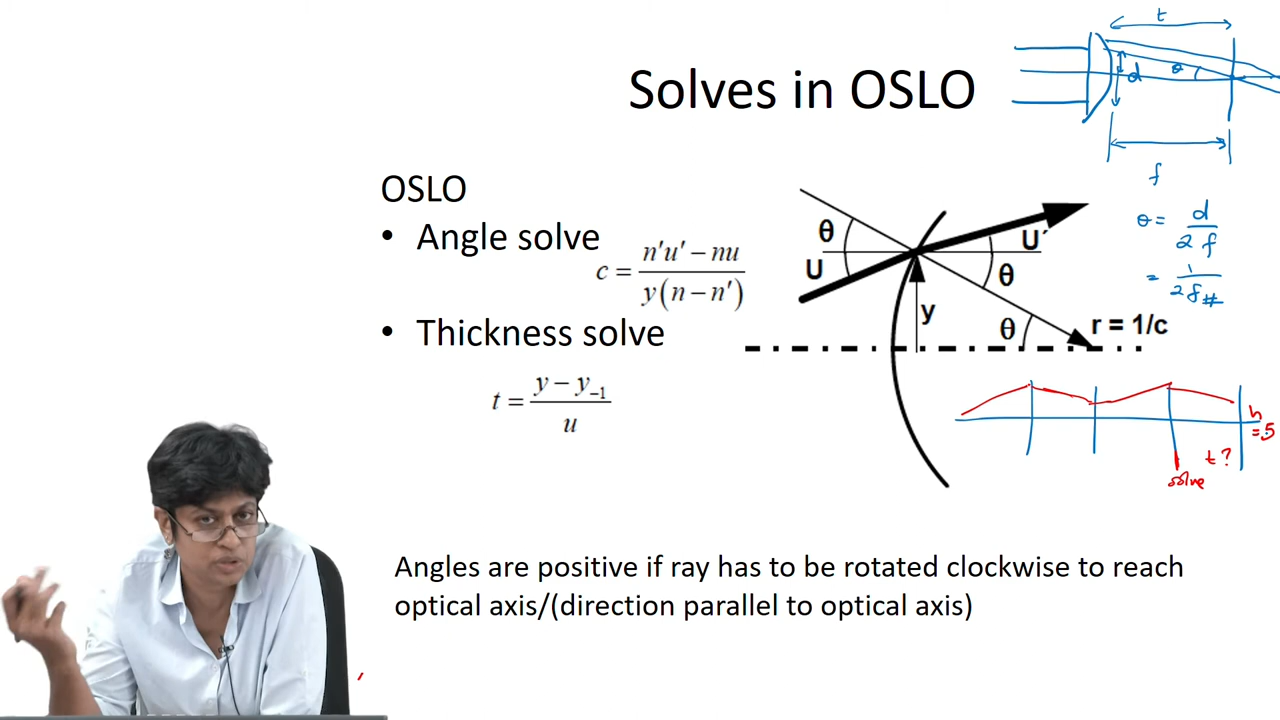 Solves in OSLO
OSLO
• Angle solve
c = n'u' − nu / y(n − n')
• Thickness solve
t = y − y₋₁ / u
θ
U
U´
θ
y
θ
r = 1/c
Angles are positive if ray has to be rotated clockwise to reach
optical axis/(direction parallel to optical axis)
t
θ
d
f
θ = d / 2f
= 1 / 2f#
h
= 5
t?
solve